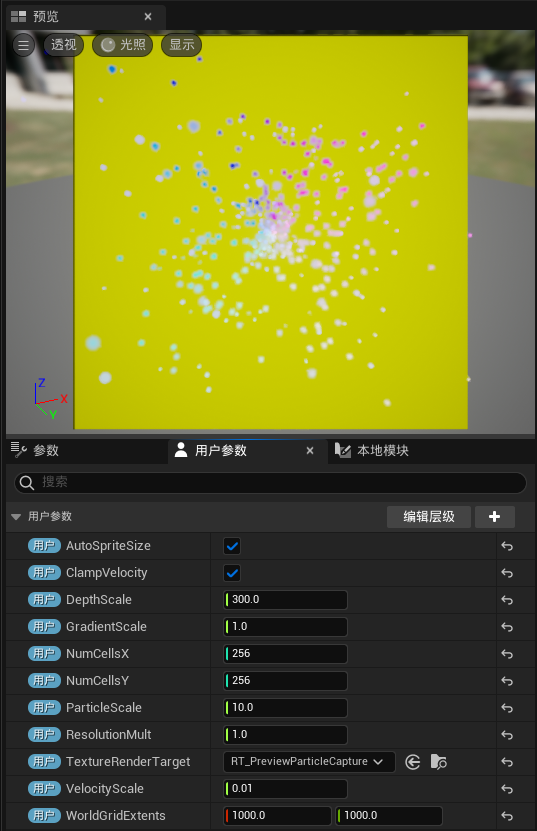 预览
透视 光照 显示
Z
X
Y
参数 用户参数 本地模块
搜索
用户参数 编辑层级
用户 AutoSpriteSize
用户 ClampVelocity
用户 DepthScale 300.0
用户 GradientScale 1.0
用户 NumCellsX 256
用户 NumCellsY 256
用户 ParticleScale 10.0
用户 ResolutionMult 1.0
用户 TextureRenderTarget RT_PreviewParticleCapture
用户 VelocityScale 0.01
用户 WorldGridExtents 1000.0 1000.0